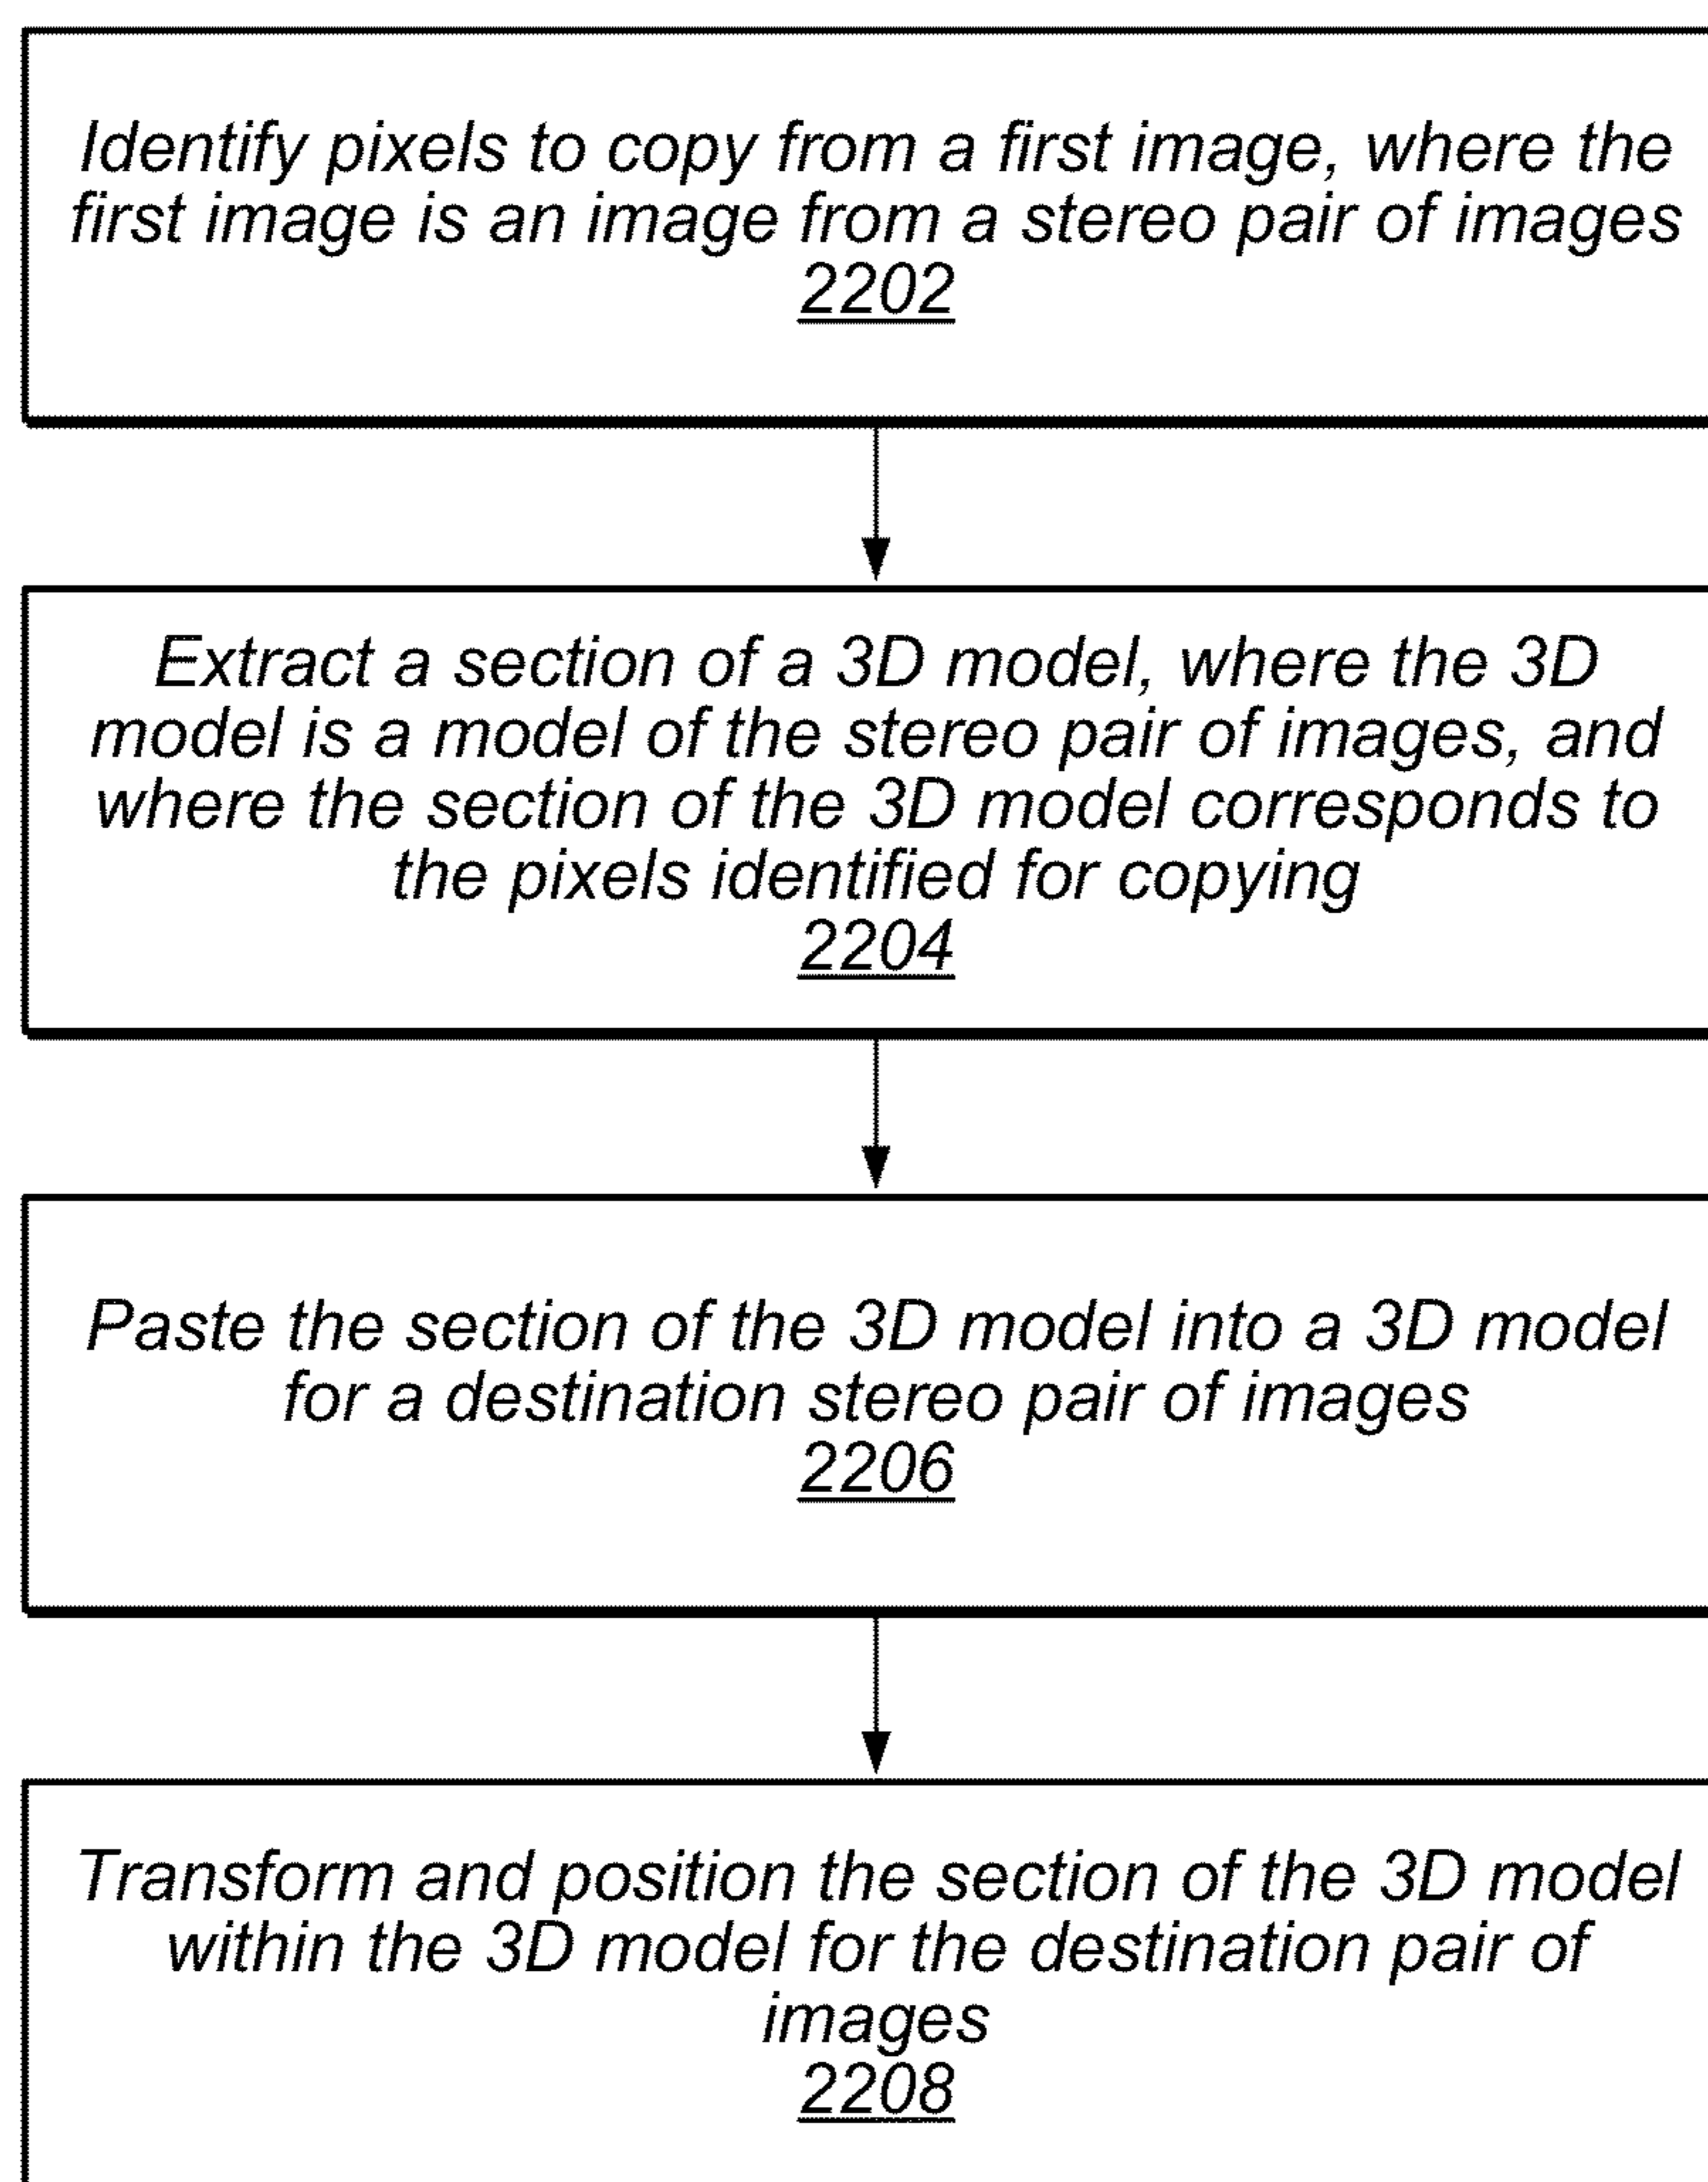 Identify pixels to copy from a first image, where the
first image is an image from a stereo pair of images
2202
Extract a section of a 3D model, where the 3D
model is a model of the stereo pair of images, and
where the section of the 3D model corresponds to
the pixels identified for copying
2204
Paste the section of the 3D model into a 3D model
for a destination stereo pair of images
2206
Transform and position the section of the 3D model
within the 3D model for the destination pair of
images
2208